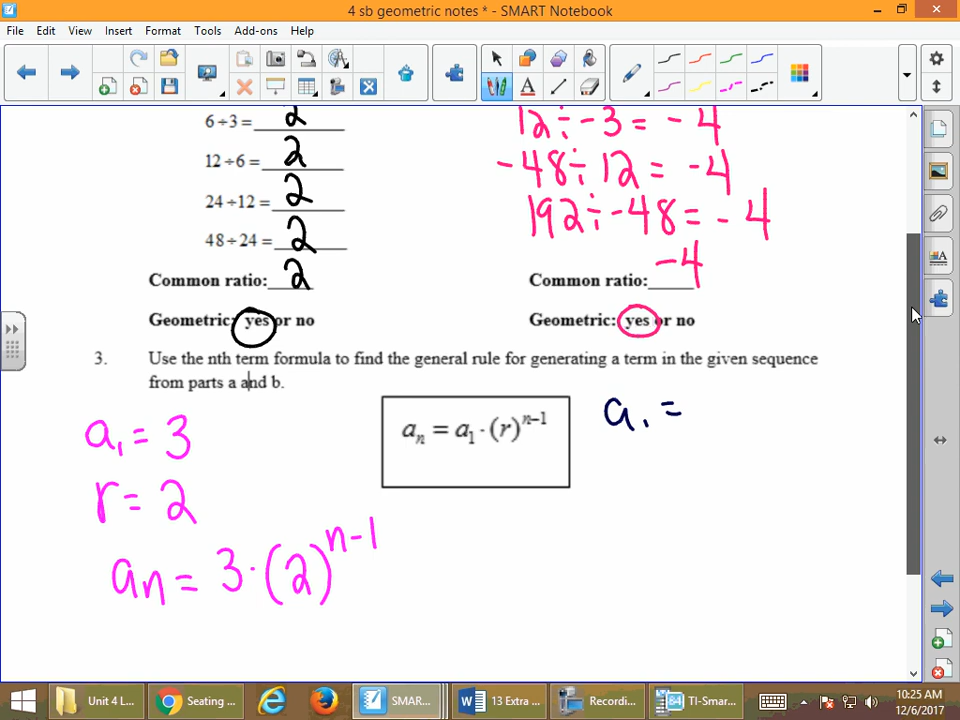 4 sb geometric notes * - SMART Notebook
File Edit View Insert Format Tools Add-ons Help
6 ÷3 = 2
12 ÷6 = 2
24 ÷12 = 2
48 ÷ 24 = 2
Common ratio: 2
Geometric: yes or no
12 ÷ -3 = -4
-48 ÷ 12 = -4
192 ÷ -48 = -4
-4
Common ratio:
Geometric: yes or no
3. Use the nth term formula to find the general rule for generating a term in the given sequence
from parts a and b.
a₁ = 3
r = 2
aₙ = 3·(2)ⁿ⁻¹
aₙ = a₁ · (r)ⁿ⁻¹
a₁ =
Unit 4 L...
Seating ...
SMAR...
13 Extra ...
Recordi...
TI-Smar...
10:25 AM
12/6/2017